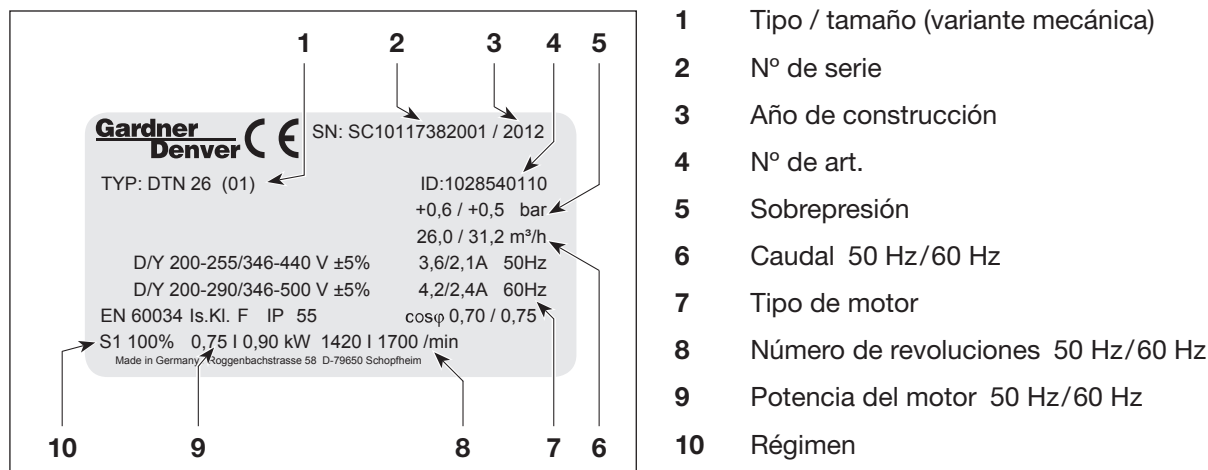 1 2 3 4 5
Gardner
Denver CE SN: SC10117382001 / 2012
TYP: DTN 26 (01) ID:1028540110
+0,6 / +0,5 bar
26,0 / 31,2 m³/h
D/Y 200-255/346-440 V ±5% 3,6/2,1A 50Hz
D/Y 200-290/346-500 V ±5% 4,2/2,4A 60Hz
EN 60034 Is.Kl. F IP 55 cosφ 0,70 / 0,75
S1 100% 0,75 I 0,90 kW 1420 I 1700 /min
Made in Germany Roggenbachstrasse 58 D-79650 Schopfheim
10 9 8 7 6
1 Tipo / tamaño (variante mecánica)
2 Nº de serie
3 Año de construcción
4 Nº de art.
5 Sobrepresión
6 Caudal 50 Hz/60 Hz
7 Tipo de motor
8 Número de revoluciones 50 Hz/60 Hz
9 Potencia del motor 50 Hz/60 Hz
10 Régimen